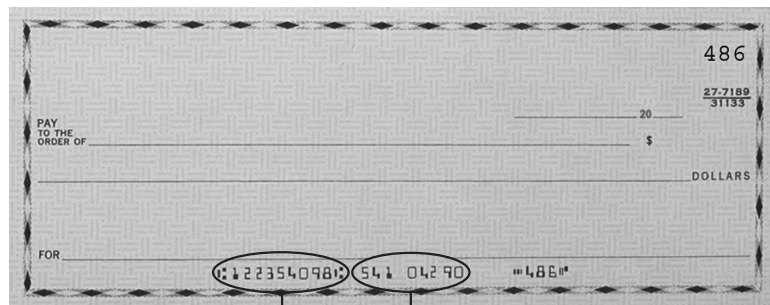 486
27-7189
31133
20
PAY
TO THE
ORDER OF $
DOLLARS
FOR
⑆122354098⑆ 541 04290 ⑈486⑈